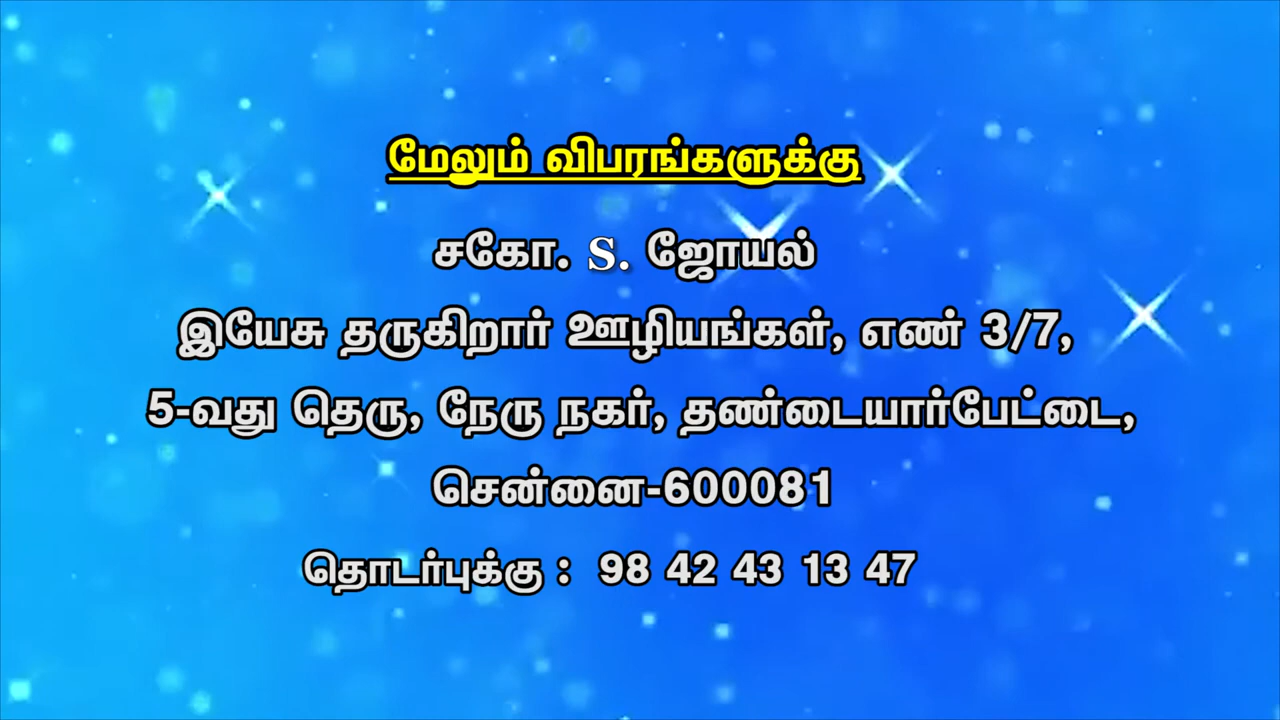 மேலும் விபரங்களுக்கு
சகோ. S. ஜோயல்
இயேசு தருகிறார் ஊழியங்கள், எண் 3/7,
5-வது தெரு, நேரு நகர், தண்டையார்பேட்டை,
சென்னை-600081
தொடர்புக்கு : 98 42 43 13 47